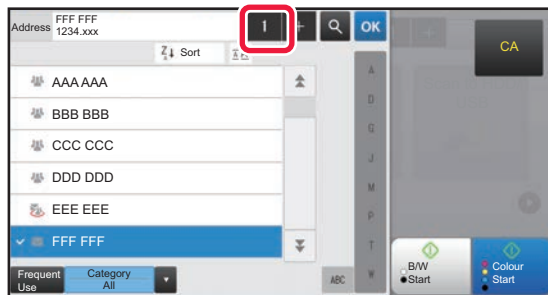 Address
FFF FFF
1234.xxx
1
+
OK
CA
Sort
AAA AAA
BBB BBB
CCC CCC
DDD DDD
EEE EEE
FFF FFF
A
D
G
J
M
P
T
W
ABC
Frequent
Use
Category
All
B/W
Start
Colour
Start